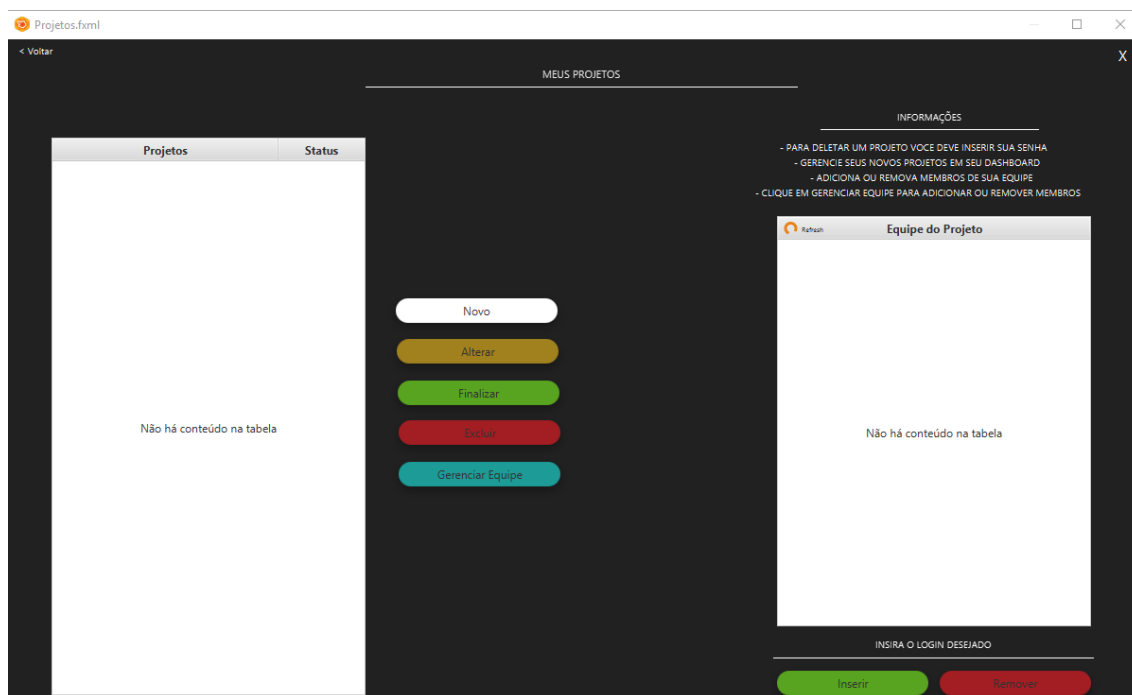 Projetos.fxml
< Voltar
X
MEUS PROJETOS
INFORMAÇÕES
- PARA DELETAR UM PROJETO VOCE DEVE INSERIR SUA SENHA
- GERENCIE SEUS NOVOS PROJETOS EM SEU DASHBOARD
- ADICIONA OU REMOVA MEMBROS DE SUA EQUIPE
- CLIQUE EM GERENCIAR EQUIPE PARA ADICIONAR OU REMOVER MEMBROS
Projetos Status
Não há conteúdo na tabela
Novo
Alterar
Finalizar
Excluir
Gerenciar Equipe
Refresh Equipe do Projeto
Não há conteúdo na tabela
INSIRA O LOGIN DESEJADO
Inserir Remover